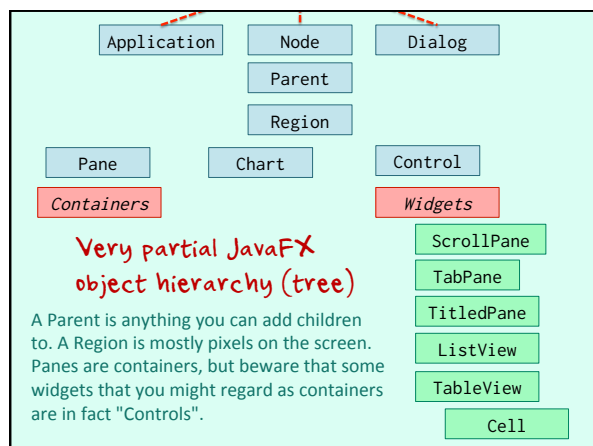 Application Node Dialog
Parent
Region
Pane Chart Control
Containers Widgets
Very partial JavaFX
object hierarchy (tree)
ScrollPane
TabPane
TitledPane
ListView
TableView
Cell
A Parent is anything you can add children
to. A Region is mostly pixels on the screen.
Panes are containers, but beware that some
widgets that you might regard as containers
are in fact "Controls".